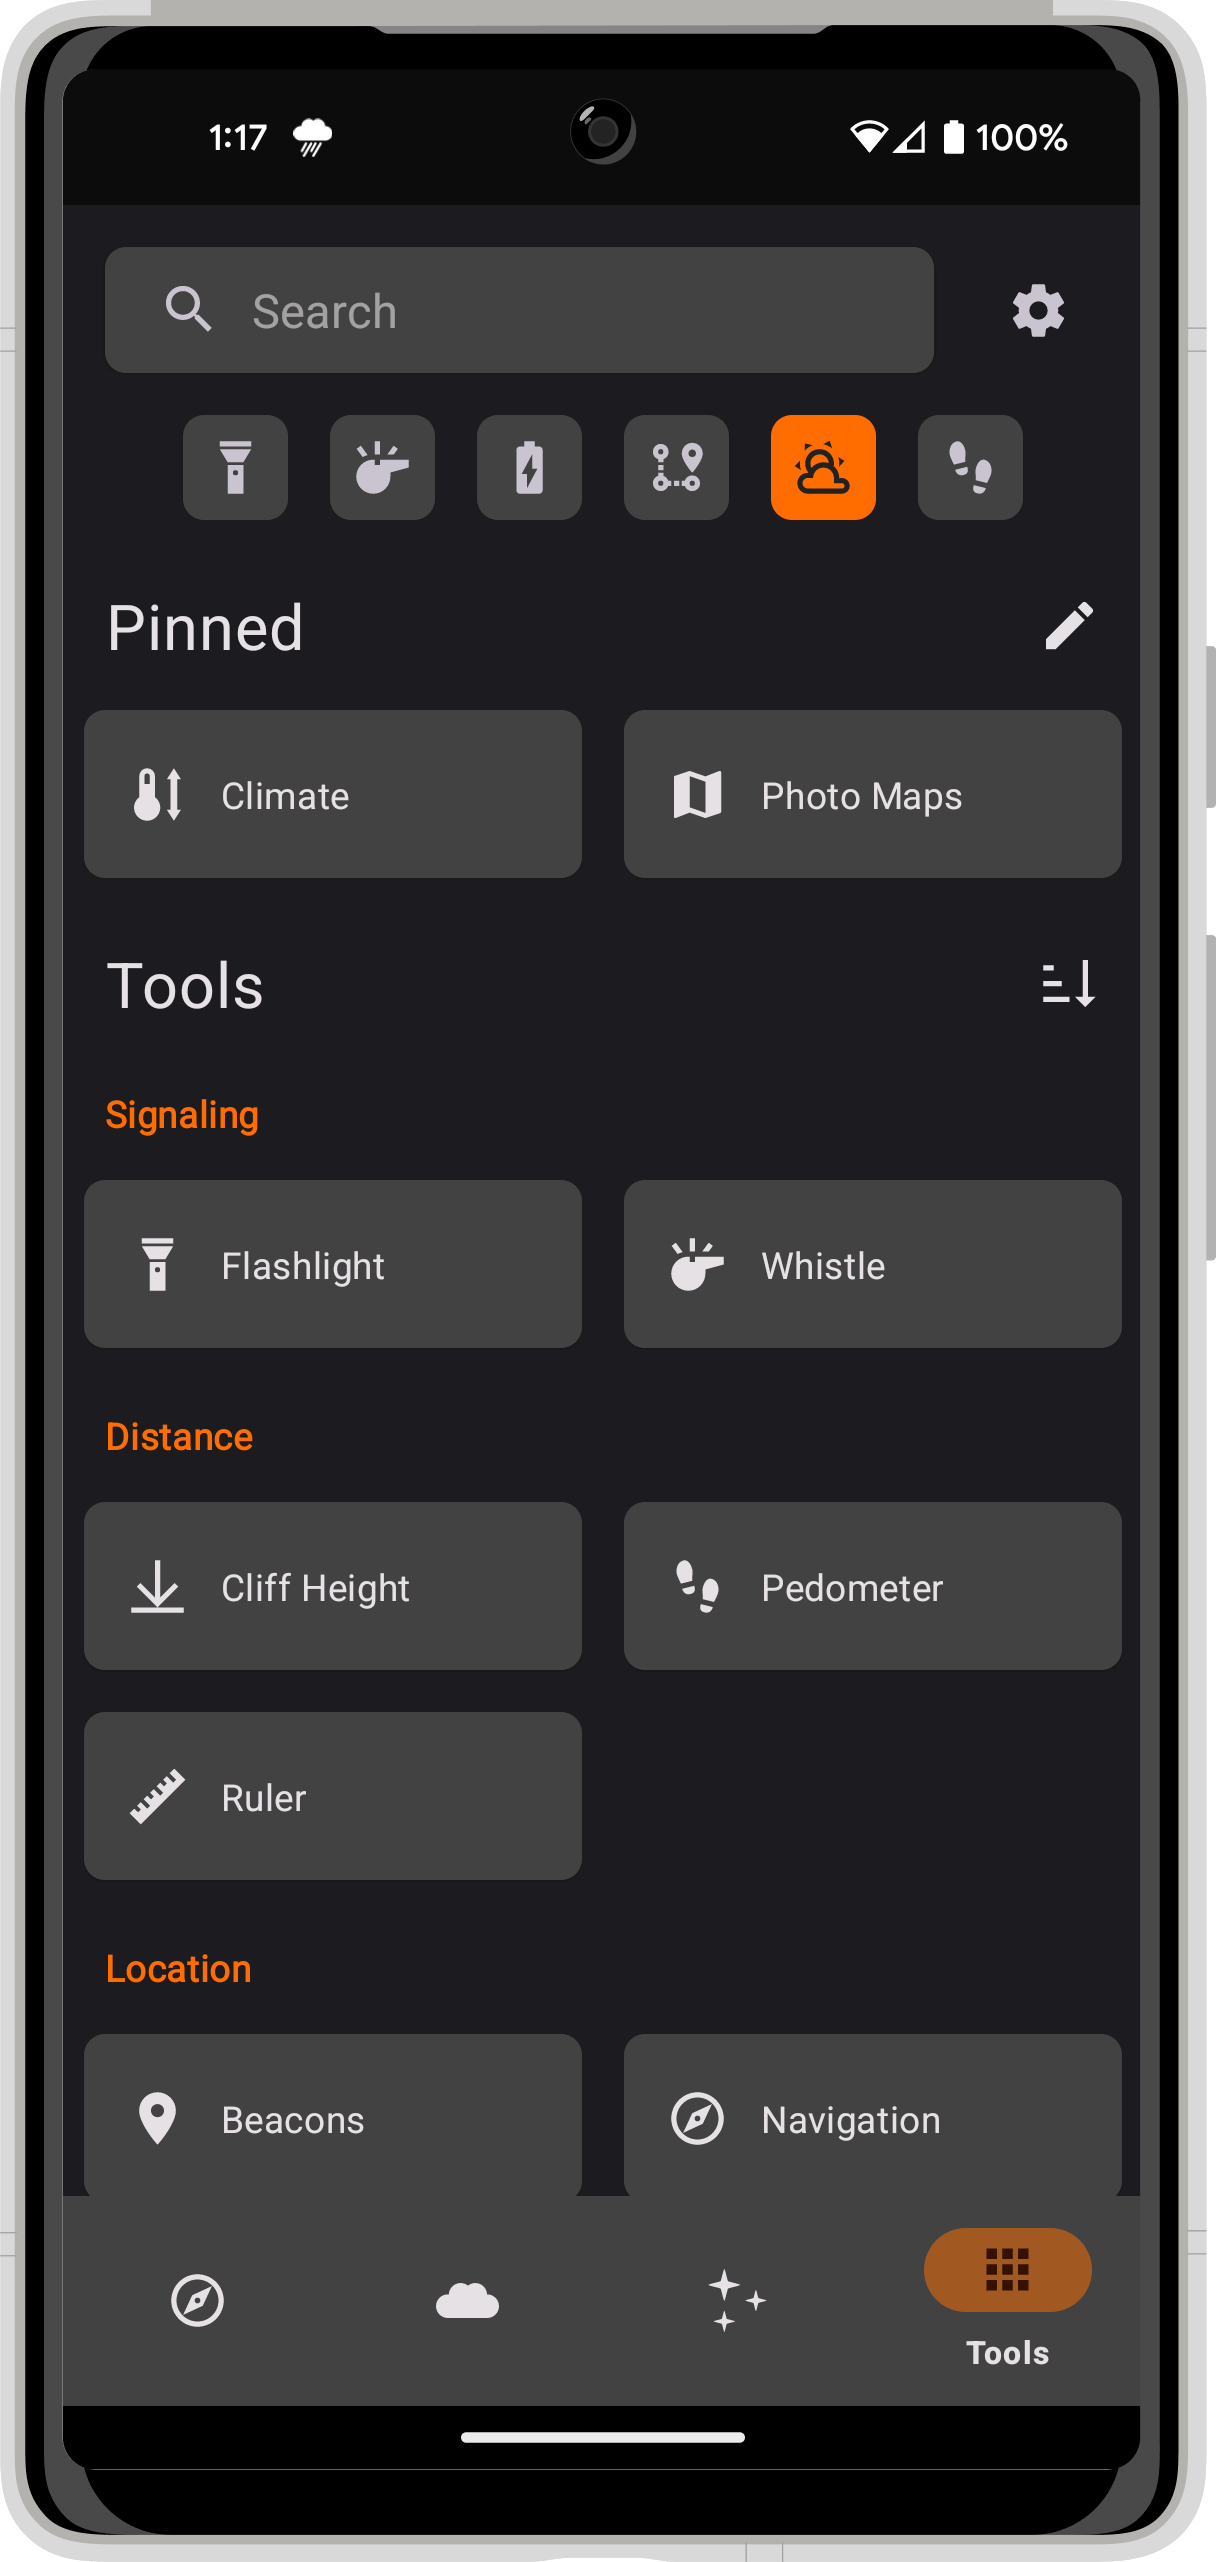 1:17 100%
Search
Pinned
Climate Photo Maps
Tools
Signaling
Flashlight Whistle
Distance
Cliff Height Pedometer
Ruler
Location
Beacons Navigation
Tools